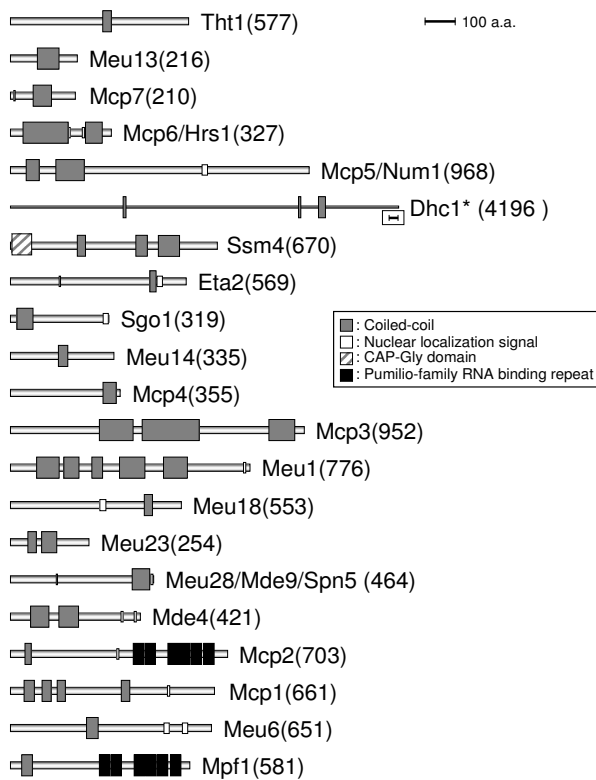 Tht1(577)
100 a.a.
Meu13(216)
Mcp7(210)
Mcp6/Hrs1(327)
Mcp5/Num1(968)
Dhc1* (4196 )
Ssm4(670)
Eta2(569)
Sgo1(319)
: Coiled-coil
: Nuclear localization signal
: CAP-Gly domain
: Pumilio-family RNA binding repeat
Meu14(335)
Mcp4(355)
Mcp3(952)
Meu1(776)
Meu18(553)
Meu23(254)
Meu28/Mde9/Spn5 (464)
Mde4(421)
Mcp2(703)
Mcp1(661)
Meu6(651)
Mpf1(581)